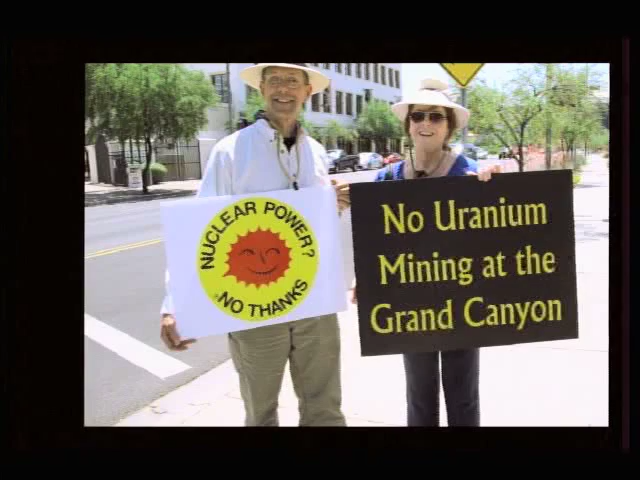 NUCLEAR POWER?
NO THANKS
No Uranium
Mining at the
Grand Canyon